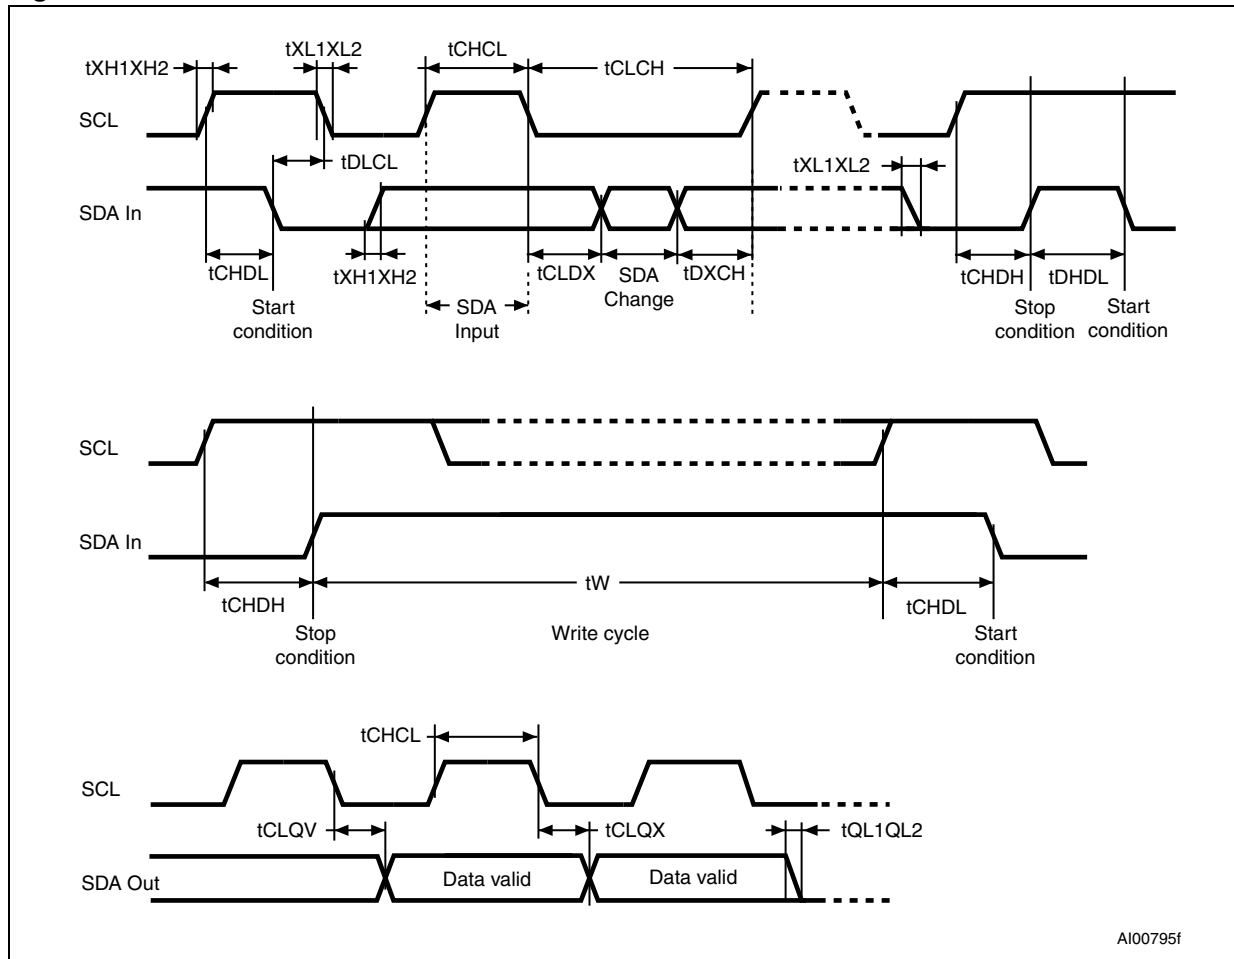 tXH1XH2
tXL1XL2
tCHCL
tCLCH
SCL
tDLCL
tXL1XL2
SDA In
tCHDL
tXH1XH2
tCLDX
SDA
Change
tDXCH
tCHDH
tDHDL
Start
condition
SDA
Input
Stop
condition
Start
condition
SCL
SDA In
tCHDH
tW
tCHDL
Stop
condition
Write cycle
Start
condition
tCHCL
SCL
tCLQV
tCLQX
tQL1QL2
SDA Out
Data valid
Data valid
AI00795f